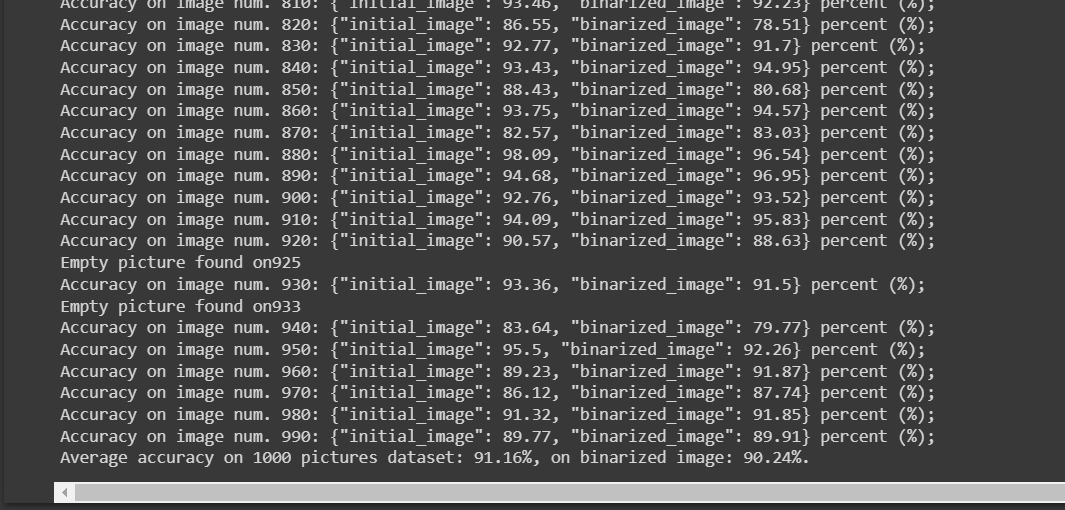 Accuracy on image num. 810: {"initial_image": 93.46, "binarized_image": 92.23} percent (%);
Accuracy on image num. 820: {"initial_image": 86.55, "binarized_image": 78.51} percent (%);
Accuracy on image num. 830: {"initial_image": 92.77, "binarized_image": 91.7} percent (%);
Accuracy on image num. 840: {"initial_image": 93.43, "binarized_image": 94.95} percent (%);
Accuracy on image num. 850: {"initial_image": 88.43, "binarized_image": 80.68} percent (%);
Accuracy on image num. 860: {"initial_image": 93.75, "binarized_image": 94.57} percent (%);
Accuracy on image num. 870: {"initial_image": 82.57, "binarized_image": 83.03} percent (%);
Accuracy on image num. 880: {"initial_image": 98.09, "binarized_image": 96.54} percent (%);
Accuracy on image num. 890: {"initial_image": 94.68, "binarized_image": 96.95} percent (%);
Accuracy on image num. 900: {"initial_image": 92.76, "binarized_image": 93.52} percent (%);
Accuracy on image num. 910: {"initial_image": 94.09, "binarized_image": 95.83} percent (%);
Accuracy on image num. 920: {"initial_image": 90.57, "binarized_image": 88.63} percent (%);
Empty picture found on925
Accuracy on image num. 930: {"initial_image": 93.36, "binarized_image": 91.5} percent (%);
Empty picture found on933
Accuracy on image num. 940: {"initial_image": 83.64, "binarized_image": 79.77} percent (%);
Accuracy on image num. 950: {"initial_image": 95.5, "binarized_image": 92.26} percent (%);
Accuracy on image num. 960: {"initial_image": 89.23, "binarized_image": 91.87} percent (%);
Accuracy on image num. 970: {"initial_image": 86.12, "binarized_image": 87.74} percent (%);
Accuracy on image num. 980: {"initial_image": 91.32, "binarized_image": 91.85} percent (%);
Accuracy on image num. 990: {"initial_image": 89.77, "binarized_image": 89.91} percent (%);
Average accuracy on 1000 pictures dataset: 91.16%, on binarized image: 90.24%.